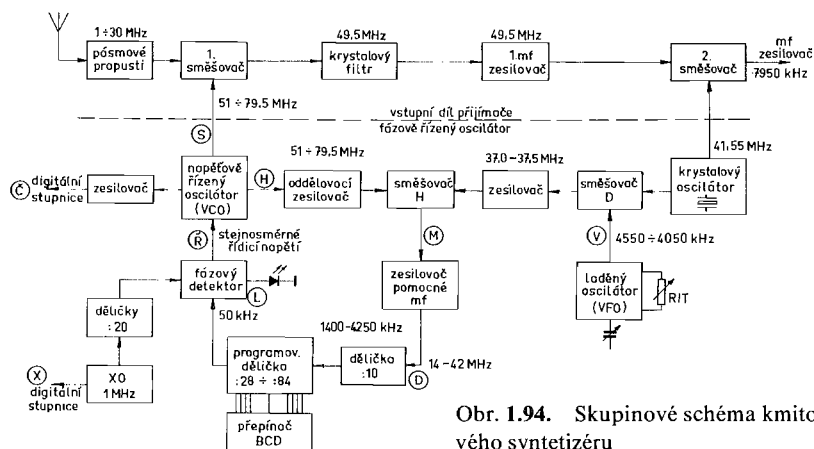 1÷30 MHz
pásmové
propustí
1.
směšovač
49,5 MHz
krystalový
filtr
49,5 MHz
1.mf
zesilovač
2.
směšovač
mf
zesilovač
7950 kHz
51 ÷ 79.5 MHz
vstupní díl přijímače
fázově řízený oscilátor
S
41,55 MHz
Č
digitální
stupnice
zesilovač
napěťově
řízený
oscilátor
(VCO)
H
51 ÷ 79,5 MHz
oddělovací
zesilovač
směšovač
H
37,0-37,5 MHz
zesilovač
směšovač
D
krystalový
oscilátor
Ř
stejnosměrné
řídicí napětí
M
V
4550 ÷ 4050 kHz
fázový
detektor
L
zesilovač
pomocné
mf
laděný
oscilátor
(VFO)
RIT
děličky
:20
50 kHz
1400-4250 kHz
14-42 MHz
X
digitální
stupnice
XO
1 MHz
programov.
dělička
:28 ÷ :84
dělička
:10
D
přepínač
BCD
Obr. 1.94. Skupinové schéma kmito
vého syntetizéru